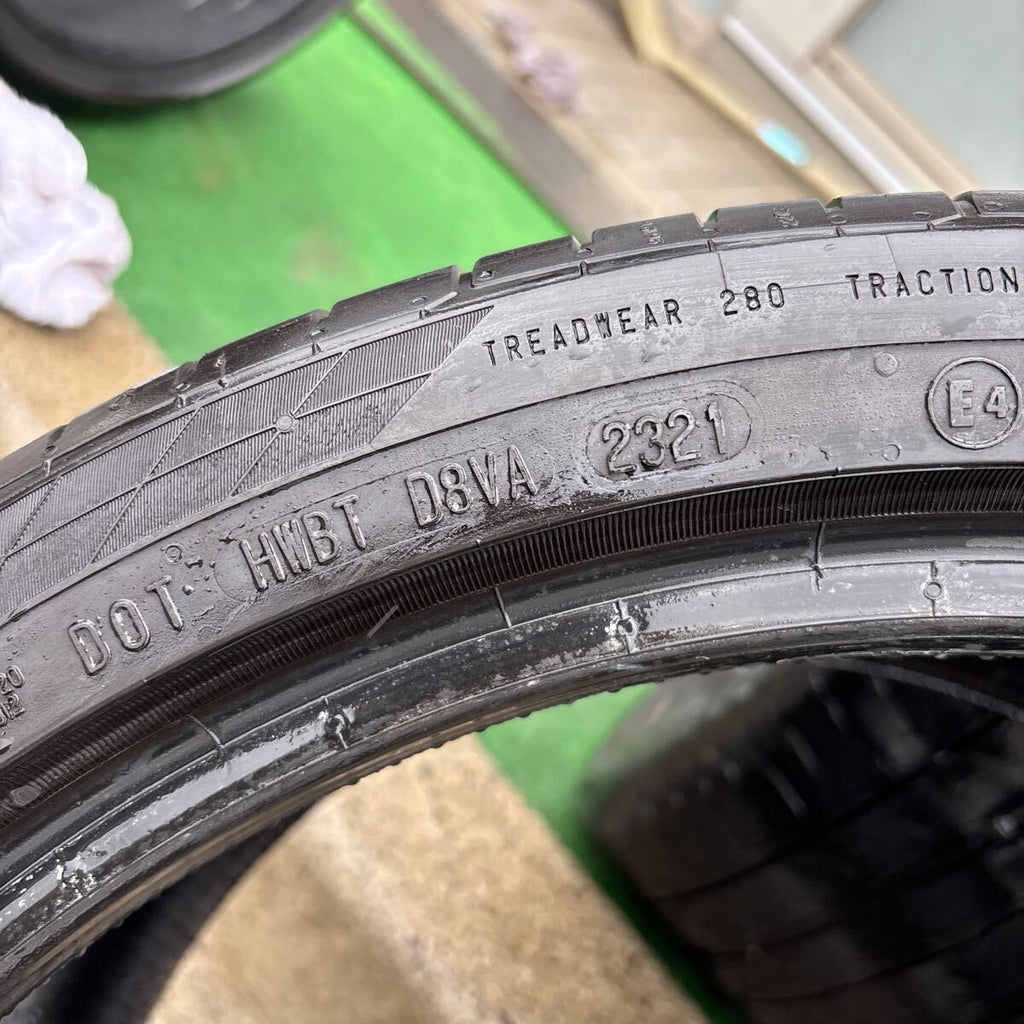 TREADWEAR 280 TRACTION
DOT HWBT D8VA 2321 E4